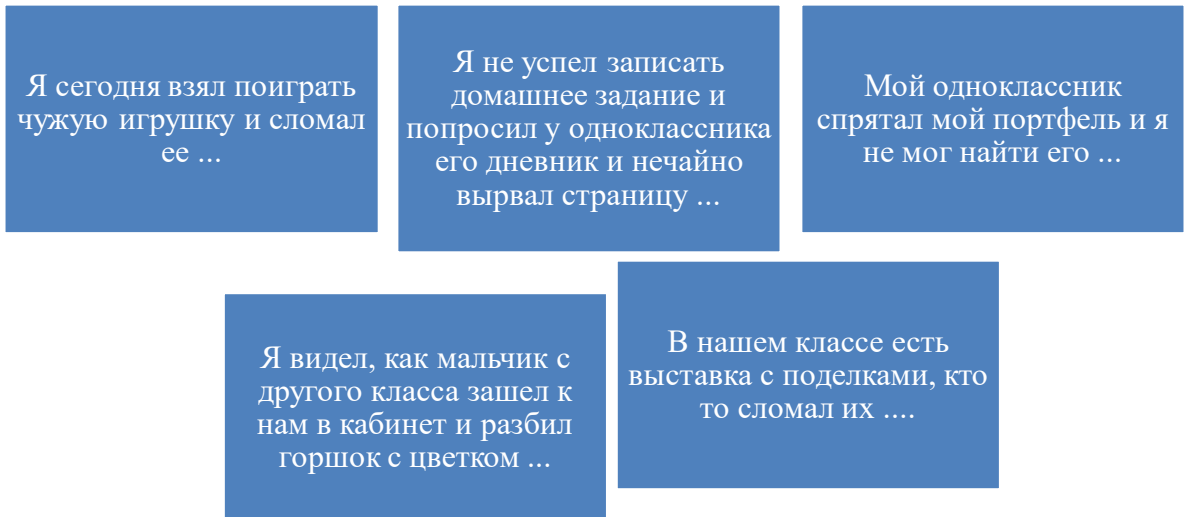 Я сегодня взял поиграть
чужую игрушку и сломал
ее ...
Я не успел записать
домашнее задание и
попросил у одноклассника
его дневник и нечайно
вырвал страницу ...
Мой одноклассник
спрятал мой портфель и я
не мог найти его ...
Я видел, как мальчик с
другого класса зашел к
нам в кабинет и разбил
горшок с цветком ...
В нашем классе есть
выставка с поделками, кто
то сломал их ....